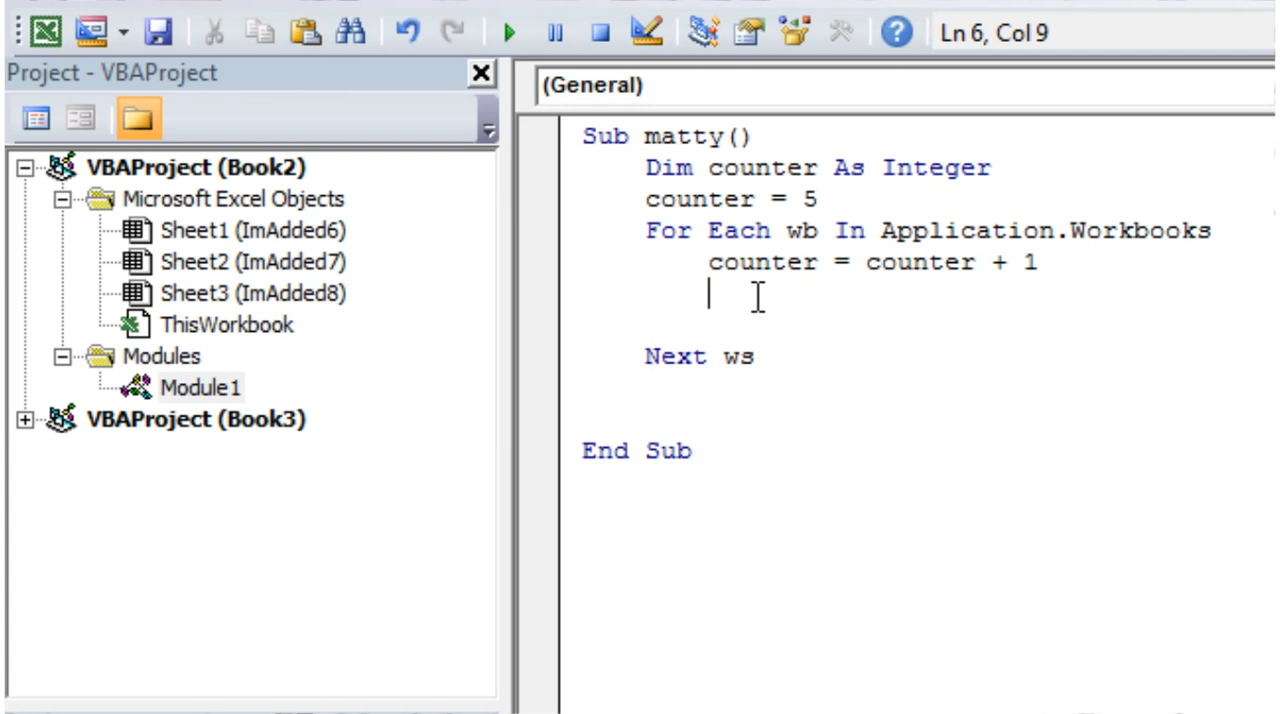 Ln 6, Col 9
Project - VBAProject
(General)
VBAProject (Book2)
Microsoft Excel Objects
Sheet1 (ImAdded6)
Sheet2 (ImAdded7)
Sheet3 (ImAdded8)
ThisWorkbook
Modules
Module1
VBAProject (Book3)
Sub matty()
Dim counter As Integer
counter = 5
For Each wb In Application.Workbooks
counter = counter + 1
Next ws
End Sub